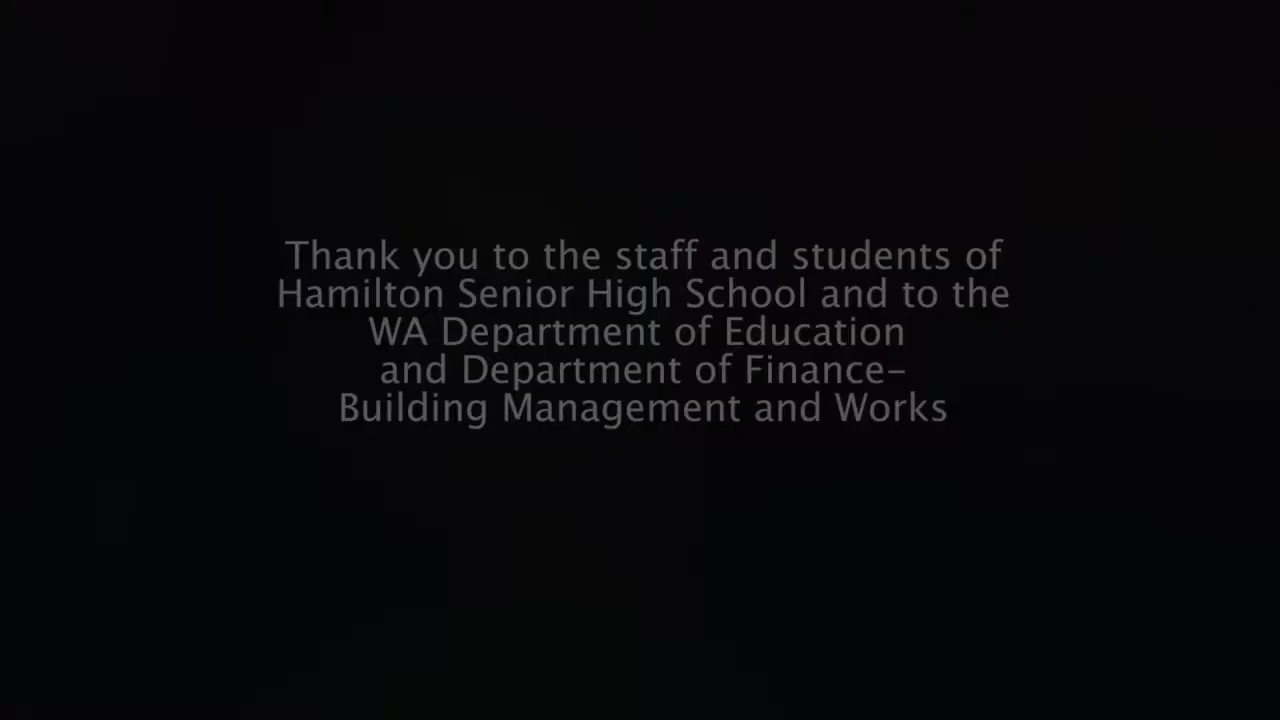 Thank you to the staff and students of
Hamilton Senior High School and to the
WA Department of Education
and Department of Finance-
Building Management and Works